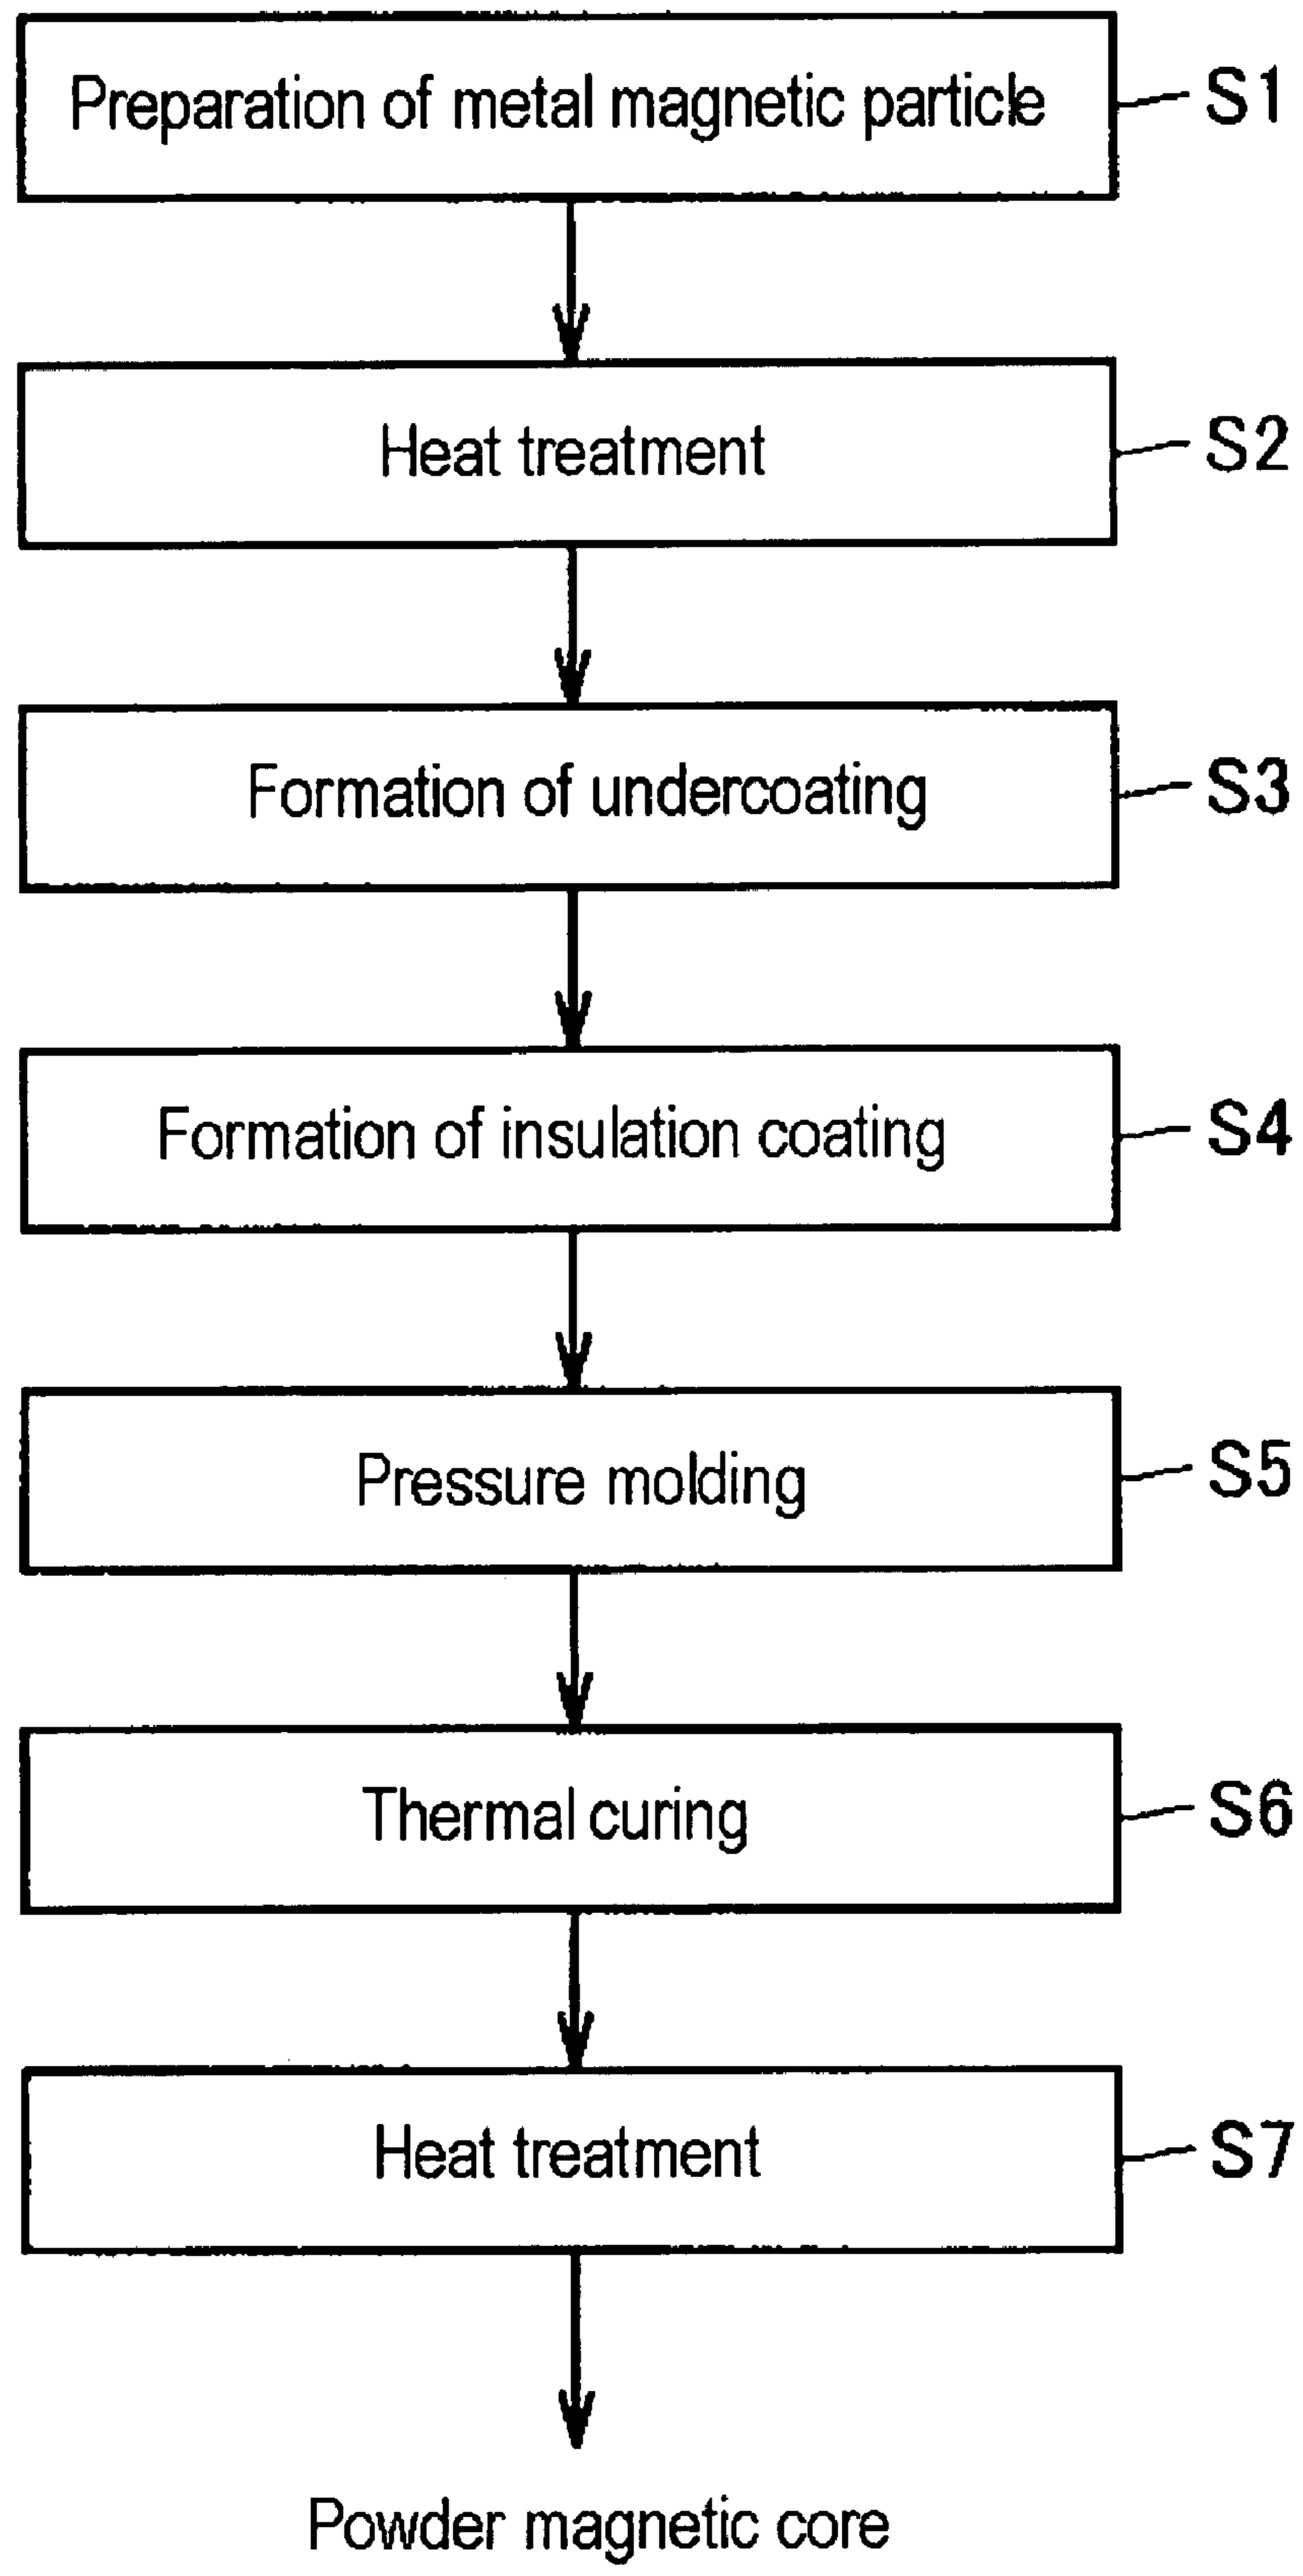 Preparation of metal magnetic particle S1
Heat treatment S2
Formation of undercoating S3
Formation of insulation coating S4
Pressure molding S5
Thermal curing S6
Heat treatment S7
Powder magnetic core